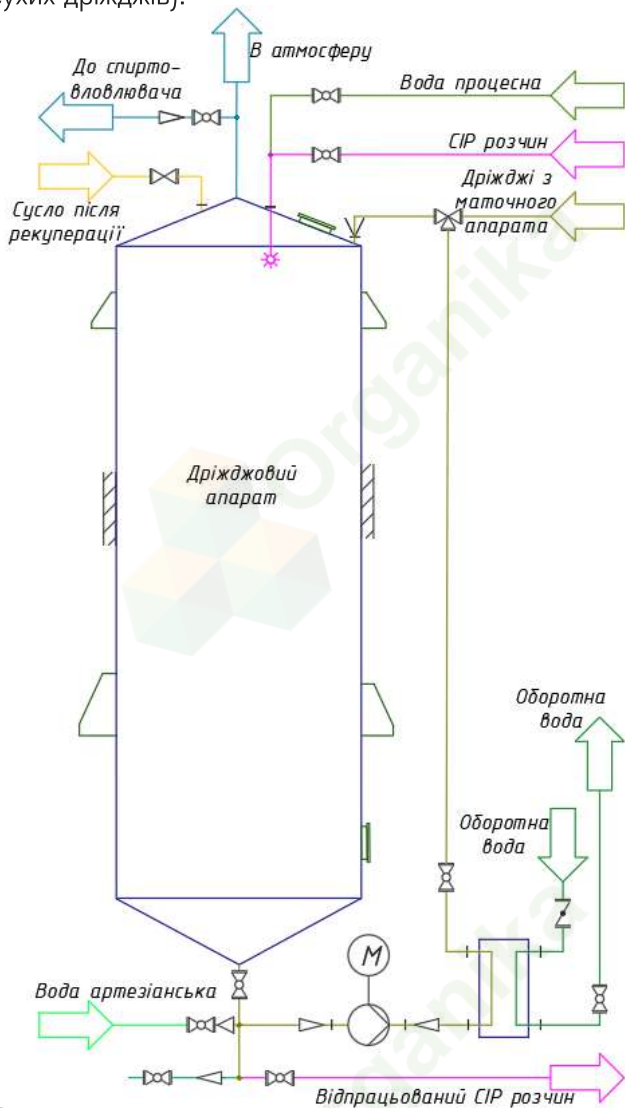 сухих дріжджів).
В атмосферу
До спирто-
вловлювача
Вода процесна
CIP розчин
Сусло після
рекуперації
Дріжджі з
маточного
апарата
Organika
Дріжджовий
апарат
Оборотна
вода
Оборотна
вода
M
Вода артезіанська
Відпрацьований CIP розчин